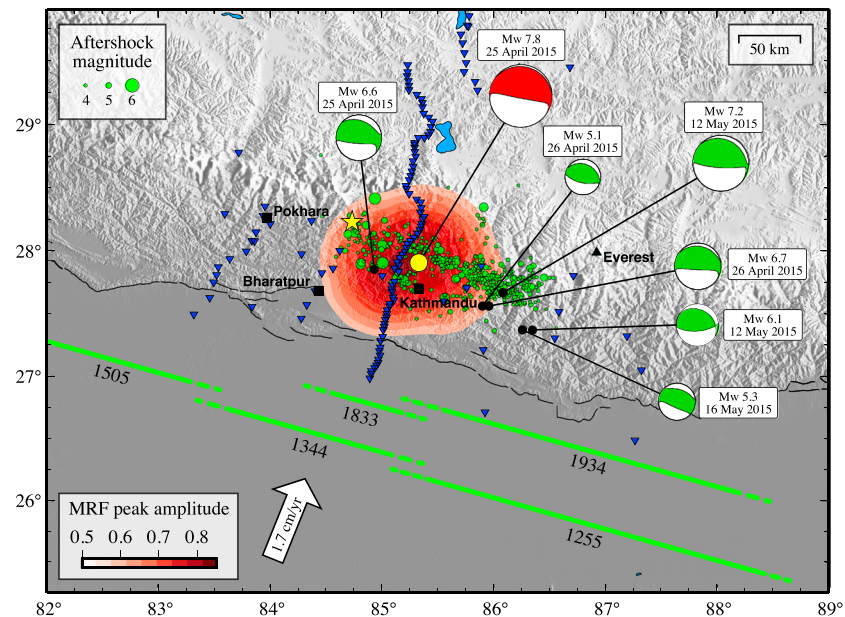 Aftershock
magnitude
4 5 6
Mw 7.8
25 April 2015
50 km
Mw 6.6
25 April 2015
Mw 7.2
12 May 2015
Mw 5.1
26 April 2015
29°
Pokhara
28°
Everest
Mw 6.7
26 April 2015
Bharatpur
Kathmandu
Mw 6.1
12 May 2015
27°
1505
Mw 5.3
16 May 2015
1833
1344
1934
26°
MRF peak amplitude
0.5 0.6 0.7 0.8
1.7 cm/yr
1255
82° 83° 84° 85° 86° 87° 88° 89°